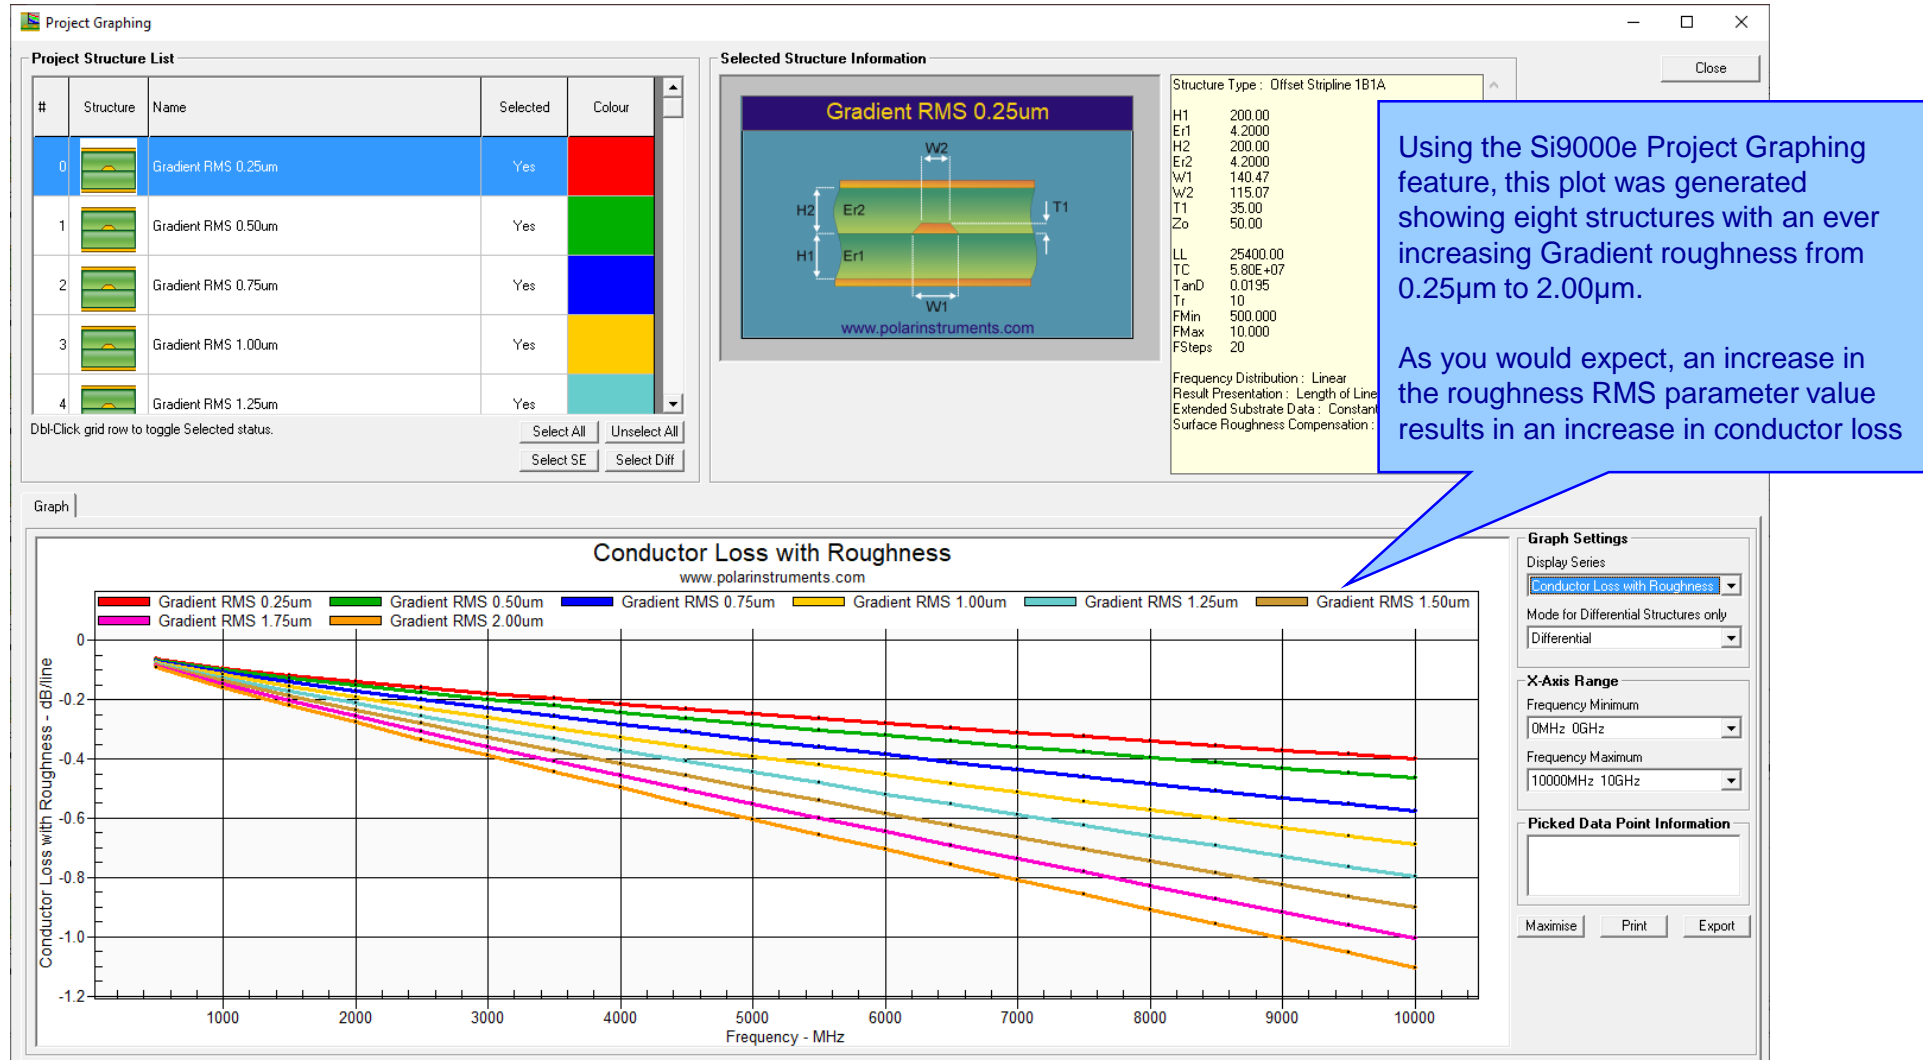 Project Graphing
Project Structure List
# Structure Name Selected Colour
0 Gradient RMS 0.25um Yes
1 Gradient RMS 0.50um Yes
2 Gradient RMS 0.75um Yes
3 Gradient RMS 1.00um Yes
4 Gradient RMS 1.25um Yes
Dbl-Click grid row to toggle Selected status.
Select All Unselect All
Select SE Select Diff
Selected Structure Information
Gradient RMS 0.25um
W2
H2 Er2 T1
H1 Er1
W1
www.polarinstruments.com
Structure Type : Offset Stripline 1B1A
H1 200.00
Er1 4.2000
H2 200.00
Er2 4.2000
W1 140.47
W2 115.07
T1 35.00
Zo 50.00
LL 25400.00
TC 5.80E+07
TanD 0.0195
Tr 10
FMin 500.000
FMax 10.000
FSteps 20
Frequency Distribution : Linear
Result Presentation : Length of Line
Extended Substrate Data : Constant
Surface Roughness Compensation :
Close
Using the Si9000e Project Graphing
feature, this plot was generated
showing eight structures with an ever
increasing Gradient roughness from
0.25µm to 2.00µm.
As you would expect, an increase in
the roughness RMS parameter value
results in an increase in conductor loss
Graph
Conductor Loss with Roughness
www.polarinstruments.com
Gradient RMS 0.25um Gradient RMS 0.50um Gradient RMS 0.75um Gradient RMS 1.00um Gradient RMS 1.25um Gradient RMS 1.50um
Gradient RMS 1.75um Gradient RMS 2.00um
Conductor Loss with Roughness - dB/line
0
-0.2
-0.4
-0.6
-0.8
-1.0
-1.2
1000 2000 3000 4000 5000 6000 7000 8000 9000 10000
Frequency - MHz
Graph Settings
Display Series
Conductor Loss with Roughness
Mode for Differential Structures only
Differential
X-Axis Range
Frequency Minimum
0MHz 0GHz
Frequency Maximum
10000MHz 10GHz
Picked Data Point Information
Maximise Print Export